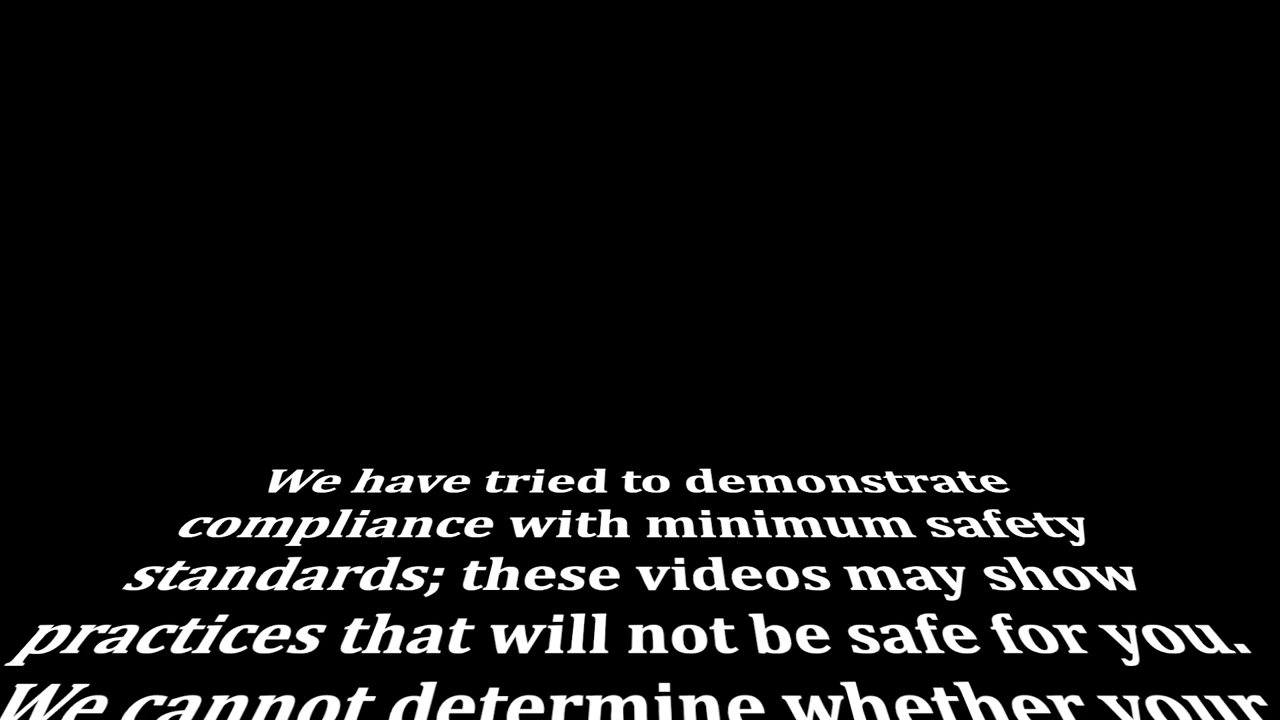 We have tried to demonstrate
compliance with minimum safety
standards; these videos may show
practices that will not be safe for you.
We cannot determine whether your